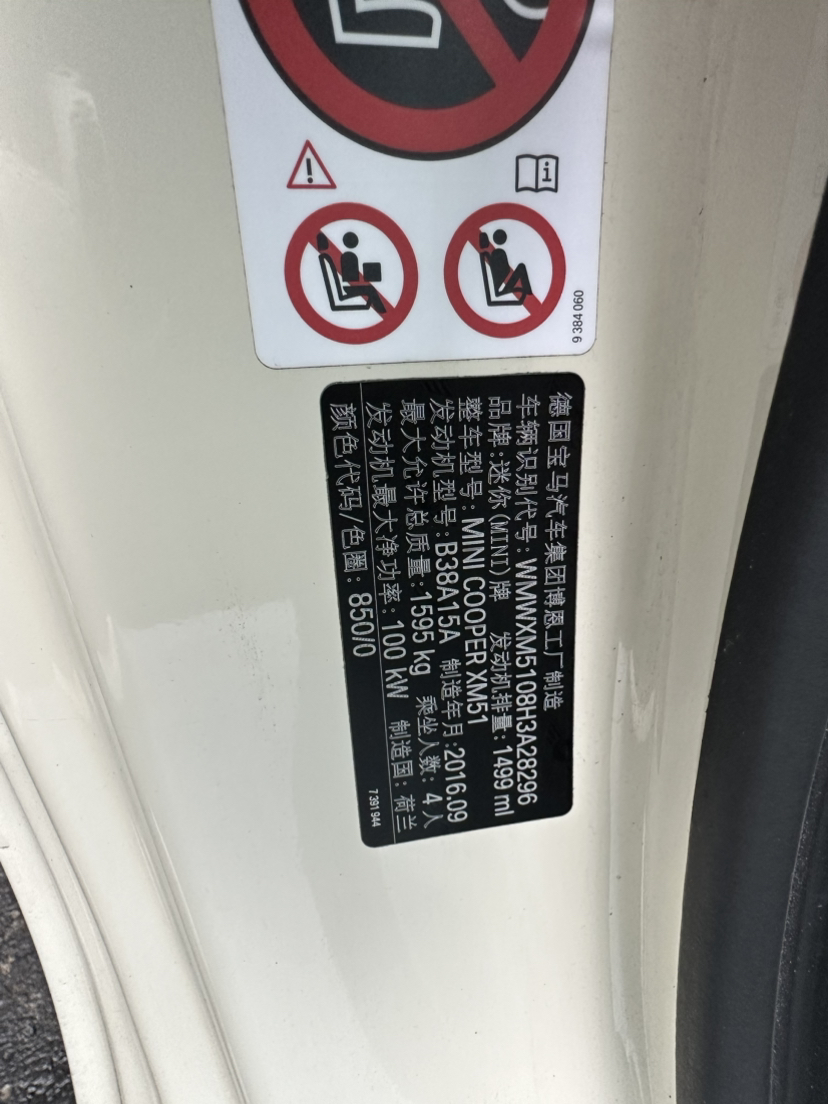 9 384 060
德国宝马汽车集团博恩工厂 制造
车辆识别代号:WMWXM5108H3A28296
品牌:迷你(MINI)牌 发动机排量:1499 ml
整车型号:MINI COOPER XM51
发动机型号:B38A15A 制造年月:2016.09
最大允许总质量:1595 kg 乘坐人数:4人
发动机最大净功率:100 kW 制造国:荷兰
颜色代码/色圈:850/0
7 391 944